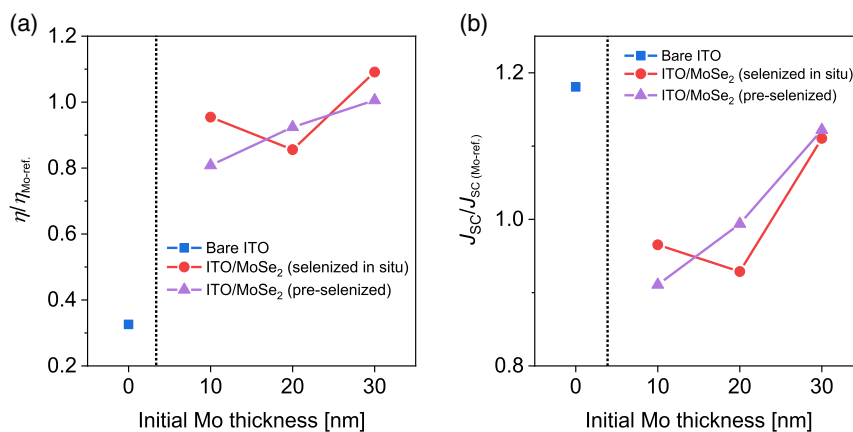 (a)
1.2
1.0
0.8
0.6
0.4
0.2
η/ηMo-ref.
Bare ITO
ITO/MoSe₂ (selenized in situ)
ITO/MoSe₂ (pre-selenized)
0 10 20 30
Initial Mo thickness [nm]
(b)
1.2
1.0
0.8
JSC/JSC (Mo-ref.)
Bare ITO
ITO/MoSe₂ (selenized in situ)
ITO/MoSe₂ (pre-selenized)
0 10 20 30
Initial Mo thickness [nm]